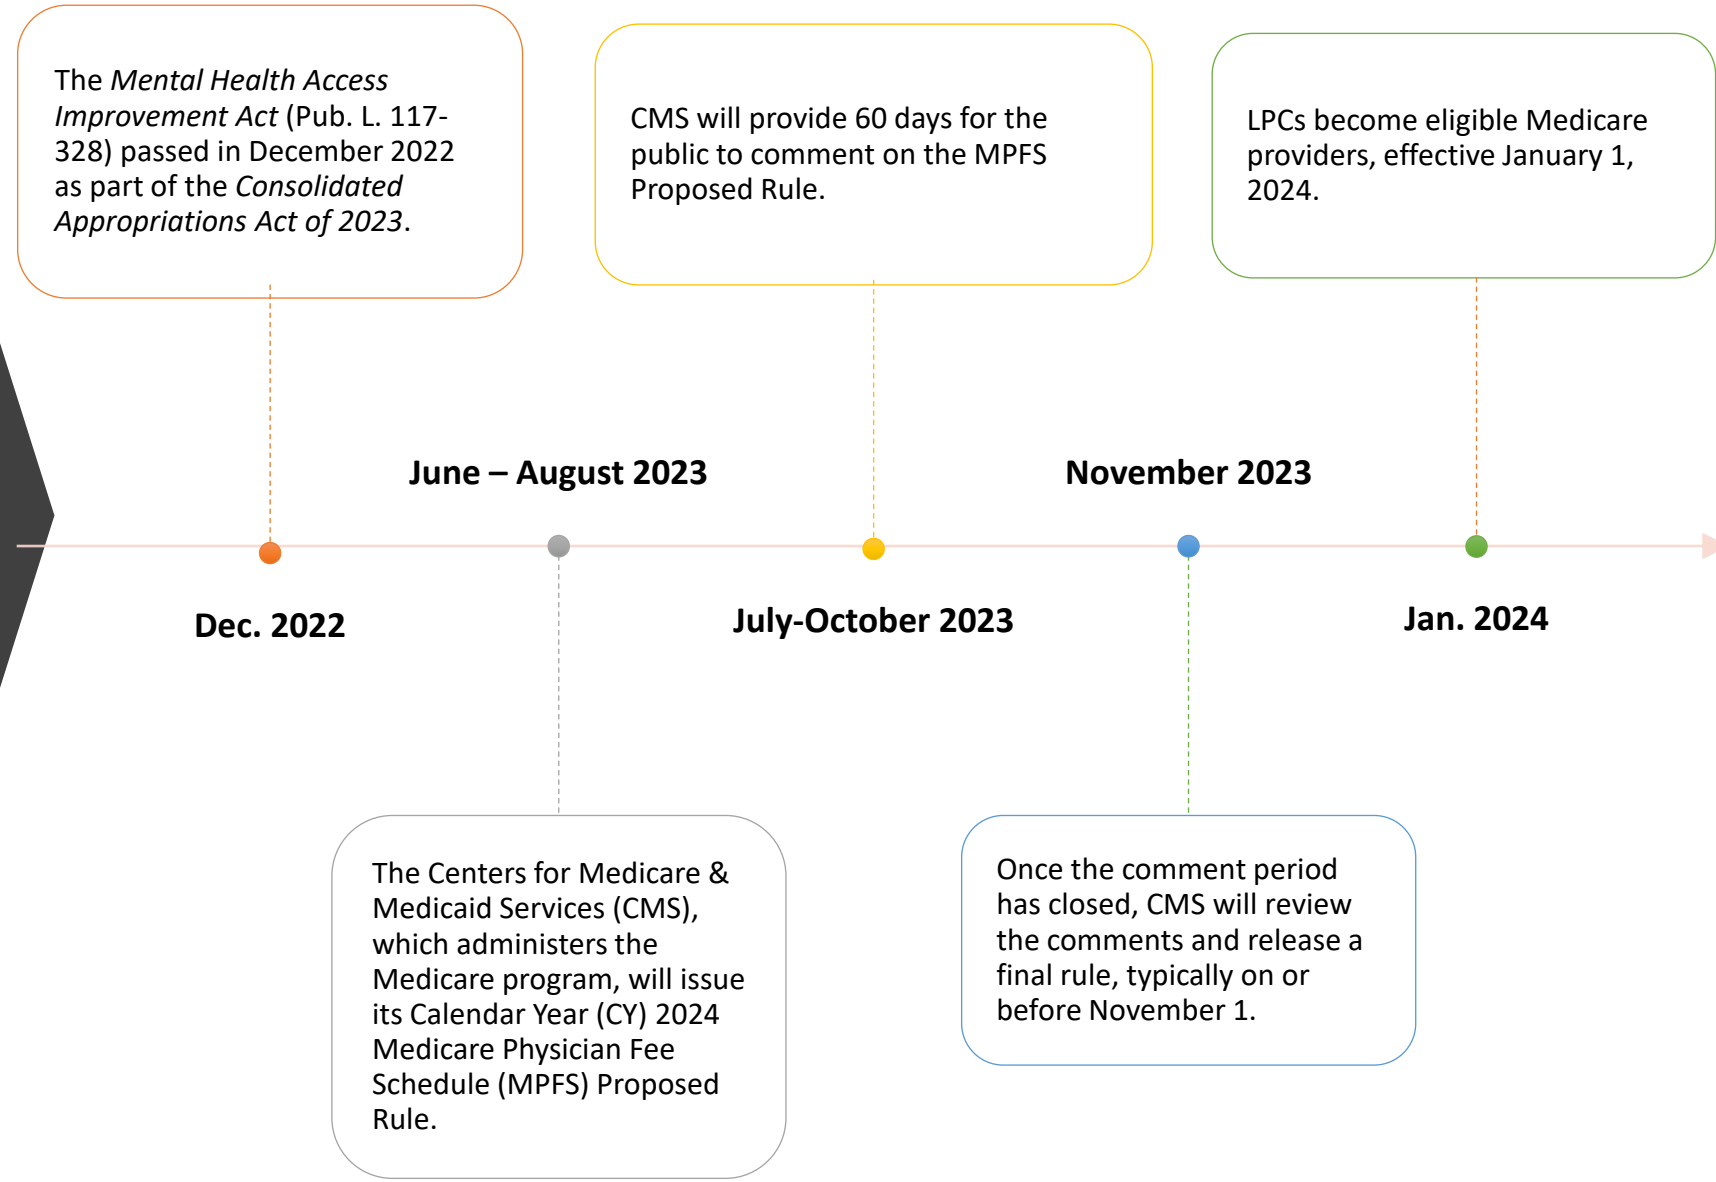 The Mental Health Access
Improvement Act (Pub. L. 117-
328) passed in December 2022
as part of the Consolidated
Appropriations Act of 2023.
CMS will provide 60 days for the
public to comment on the MPFS
Proposed Rule.
LPCs become eligible Medicare
providers, effective January 1,
2024.
June – August 2023
November 2023
Dec. 2022
July-October 2023
Jan. 2024
The Centers for Medicare &
Medicaid Services (CMS),
which administers the
Medicare program, will issue
its Calendar Year (CY) 2024
Medicare Physician Fee
Schedule (MPFS) Proposed
Rule.
Once the comment period
has closed, CMS will review
the comments and release a
final rule, typically on or
before November 1.